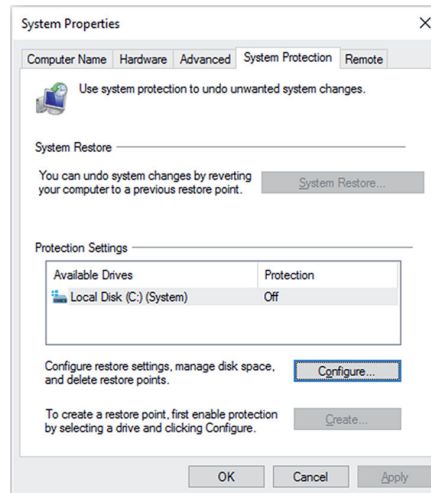 System Properties
Computer Name Hardware Advanced System Protection Remote
Use system protection to undo unwanted system changes.
System Restore
You can undo system changes by reverting
your computer to a previous restore point.
System Restore...
Protection Settings
Available Drives Protection
Local Disk (C:) (System) Off
Configure restore settings, manage disk space,
and delete restore points.
Configure...
To create a restore point, first enable protection
by selecting a drive and clicking Configure.
Create...
OK Cancel Apply